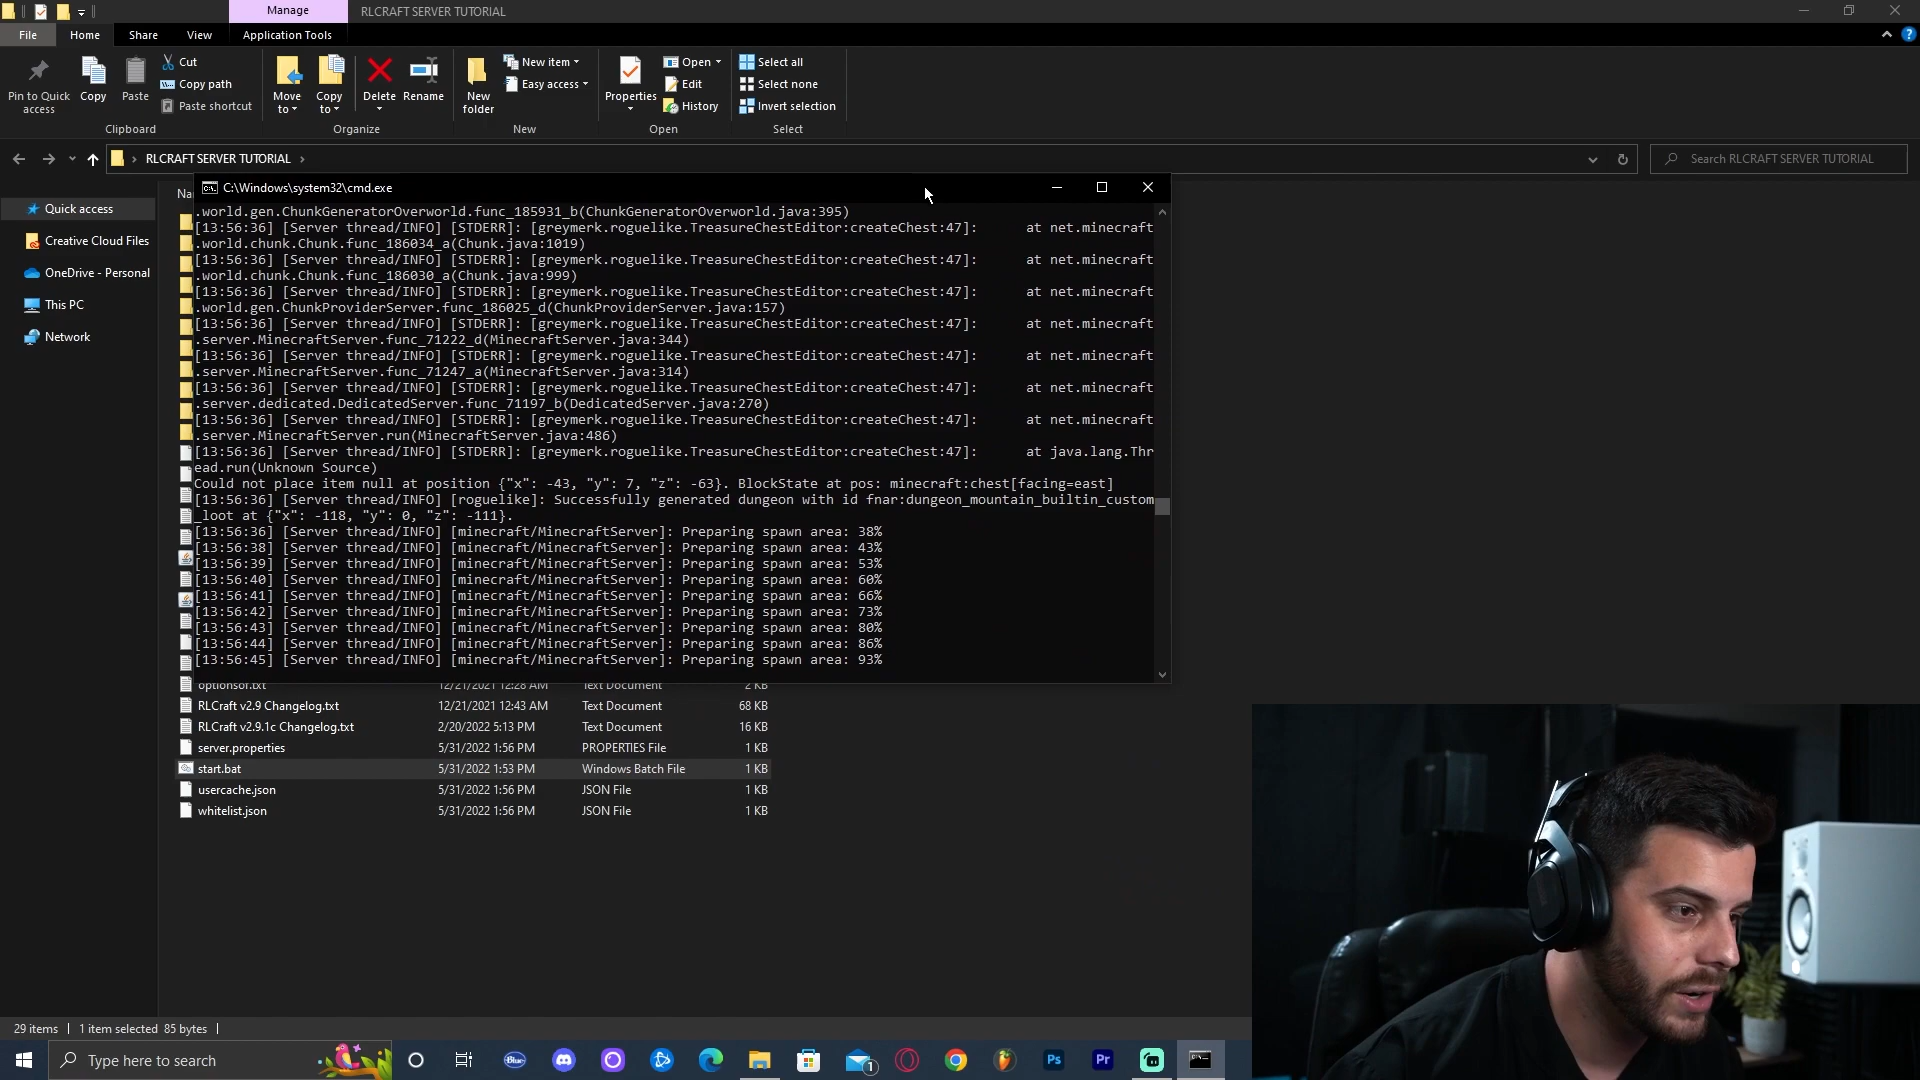 Manage
RLCRAFT SERVER TUTORIAL
File
Home
Share
View
Application Tools
Pin to Quick access
Copy
Paste
Cut
Copy path
Paste shortcut
Move to
Copy to
Delete
Rename
New folder
New item
Easy access
Properties
Open
Edit
History
Select all
Select none
Invert selection
Clipboard
Organize
New
Open
Select
RLCRAFT SERVER TUTORIAL
Search RLCRAFT SERVER TUTORIAL
Quick access
Creative Cloud Files
OneDrive - Personal
This PC
Network
C:\Windows\system32\cmd.exe
.world.gen.ChunkGeneratorOverworld.func_185931_b(ChunkGeneratorOverworld.java:395)
[13:56:36] [Server thread/INFO] [STDERR]: [greymerk.roguelike.TreasureChestEditor:createChest:47]:      at net.minecraft
.world.chunk.Chunk.func_186034_a(Chunk.java:1019)
[13:56:36] [Server thread/INFO] [STDERR]: [greymerk.roguelike.TreasureChestEditor:createChest:47]:      at net.minecraft
.world.chunk.Chunk.func_186030_a(Chunk.java:999)
[13:56:36] [Server thread/INFO] [STDERR]: [greymerk.roguelike.TreasureChestEditor:createChest:47]:      at net.minecraft
.world.gen.ChunkProviderServer.func_186025_d(ChunkProviderServer.java:157)
[13:56:36] [Server thread/INFO] [STDERR]: [greymerk.roguelike.TreasureChestEditor:createChest:47]:      at net.minecraft
.server.MinecraftServer.func_71222_d(MinecraftServer.java:344)
[13:56:36] [Server thread/INFO] [STDERR]: [greymerk.roguelike.TreasureChestEditor:createChest:47]:      at net.minecraft
.server.MinecraftServer.func_71247_a(MinecraftServer.java:314)
[13:56:36] [Server thread/INFO] [STDERR]: [greymerk.roguelike.TreasureChestEditor:createChest:47]:      at net.minecraft
.server.dedicated.DedicatedServer.func_71197_b(DedicatedServer.java:270)
[13:56:36] [Server thread/INFO] [STDERR]: [greymerk.roguelike.TreasureChestEditor:createChest:47]:      at net.minecraft
.server.MinecraftServer.run(MinecraftServer.java:486)
[13:56:36] [Server thread/INFO] [STDERR]: [greymerk.roguelike.TreasureChestEditor:createChest:47]:      at java.lang.Thr
ead.run(Unknown Source)
Could not place item null at position {"x": -43, "y": 7, "z": -63}. BlockState at pos: minecraft:chest[facing=east]
[13:56:36] [Server thread/INFO] [roguelike]: Successfully generated dungeon with id fnar:dungeon_mountain_builtin_custom
_loot at {"x": -118, "y": 0, "z": -111}.
[13:56:36] [Server thread/INFO] [minecraft/MinecraftServer]: Preparing spawn area: 38%
[13:56:38] [Server thread/INFO] [minecraft/MinecraftServer]: Preparing spawn area: 43%
[13:56:39] [Server thread/INFO] [minecraft/MinecraftServer]: Preparing spawn area: 53%
[13:56:40] [Server thread/INFO] [minecraft/MinecraftServer]: Preparing spawn area: 60%
[13:56:41] [Server thread/INFO] [minecraft/MinecraftServer]: Preparing spawn area: 66%
[13:56:42] [Server thread/INFO] [minecraft/MinecraftServer]: Preparing spawn area: 73%
[13:56:43] [Server thread/INFO] [minecraft/MinecraftServer]: Preparing spawn area: 80%
[13:56:44] [Server thread/INFO] [minecraft/MinecraftServer]: Preparing spawn area: 86%
[13:56:45] [Server thread/INFO] [minecraft/MinecraftServer]: Preparing spawn area: 93%
optionsof.txt 12/21/2021 12:28 AM Text Document 2 KB
RLCraft v2.9 Changelog.txt 12/21/2021 12:43 AM Text Document 68 KB
RLCraft v2.9.1c Changelog.txt 2/20/2022 5:13 PM Text Document 16 KB
server.properties 5/31/2022 1:56 PM PROPERTIES File 1 KB
start.bat 5/31/2022 1:53 PM Windows Batch File 1 KB
usercache.json 5/31/2022 1:56 PM JSON File 1 KB
whitelist.json 5/31/2022 1:56 PM JSON File 1 KB
29 items
1 item selected 85 bytes
Type here to search
Blue
1
Ps
Pr